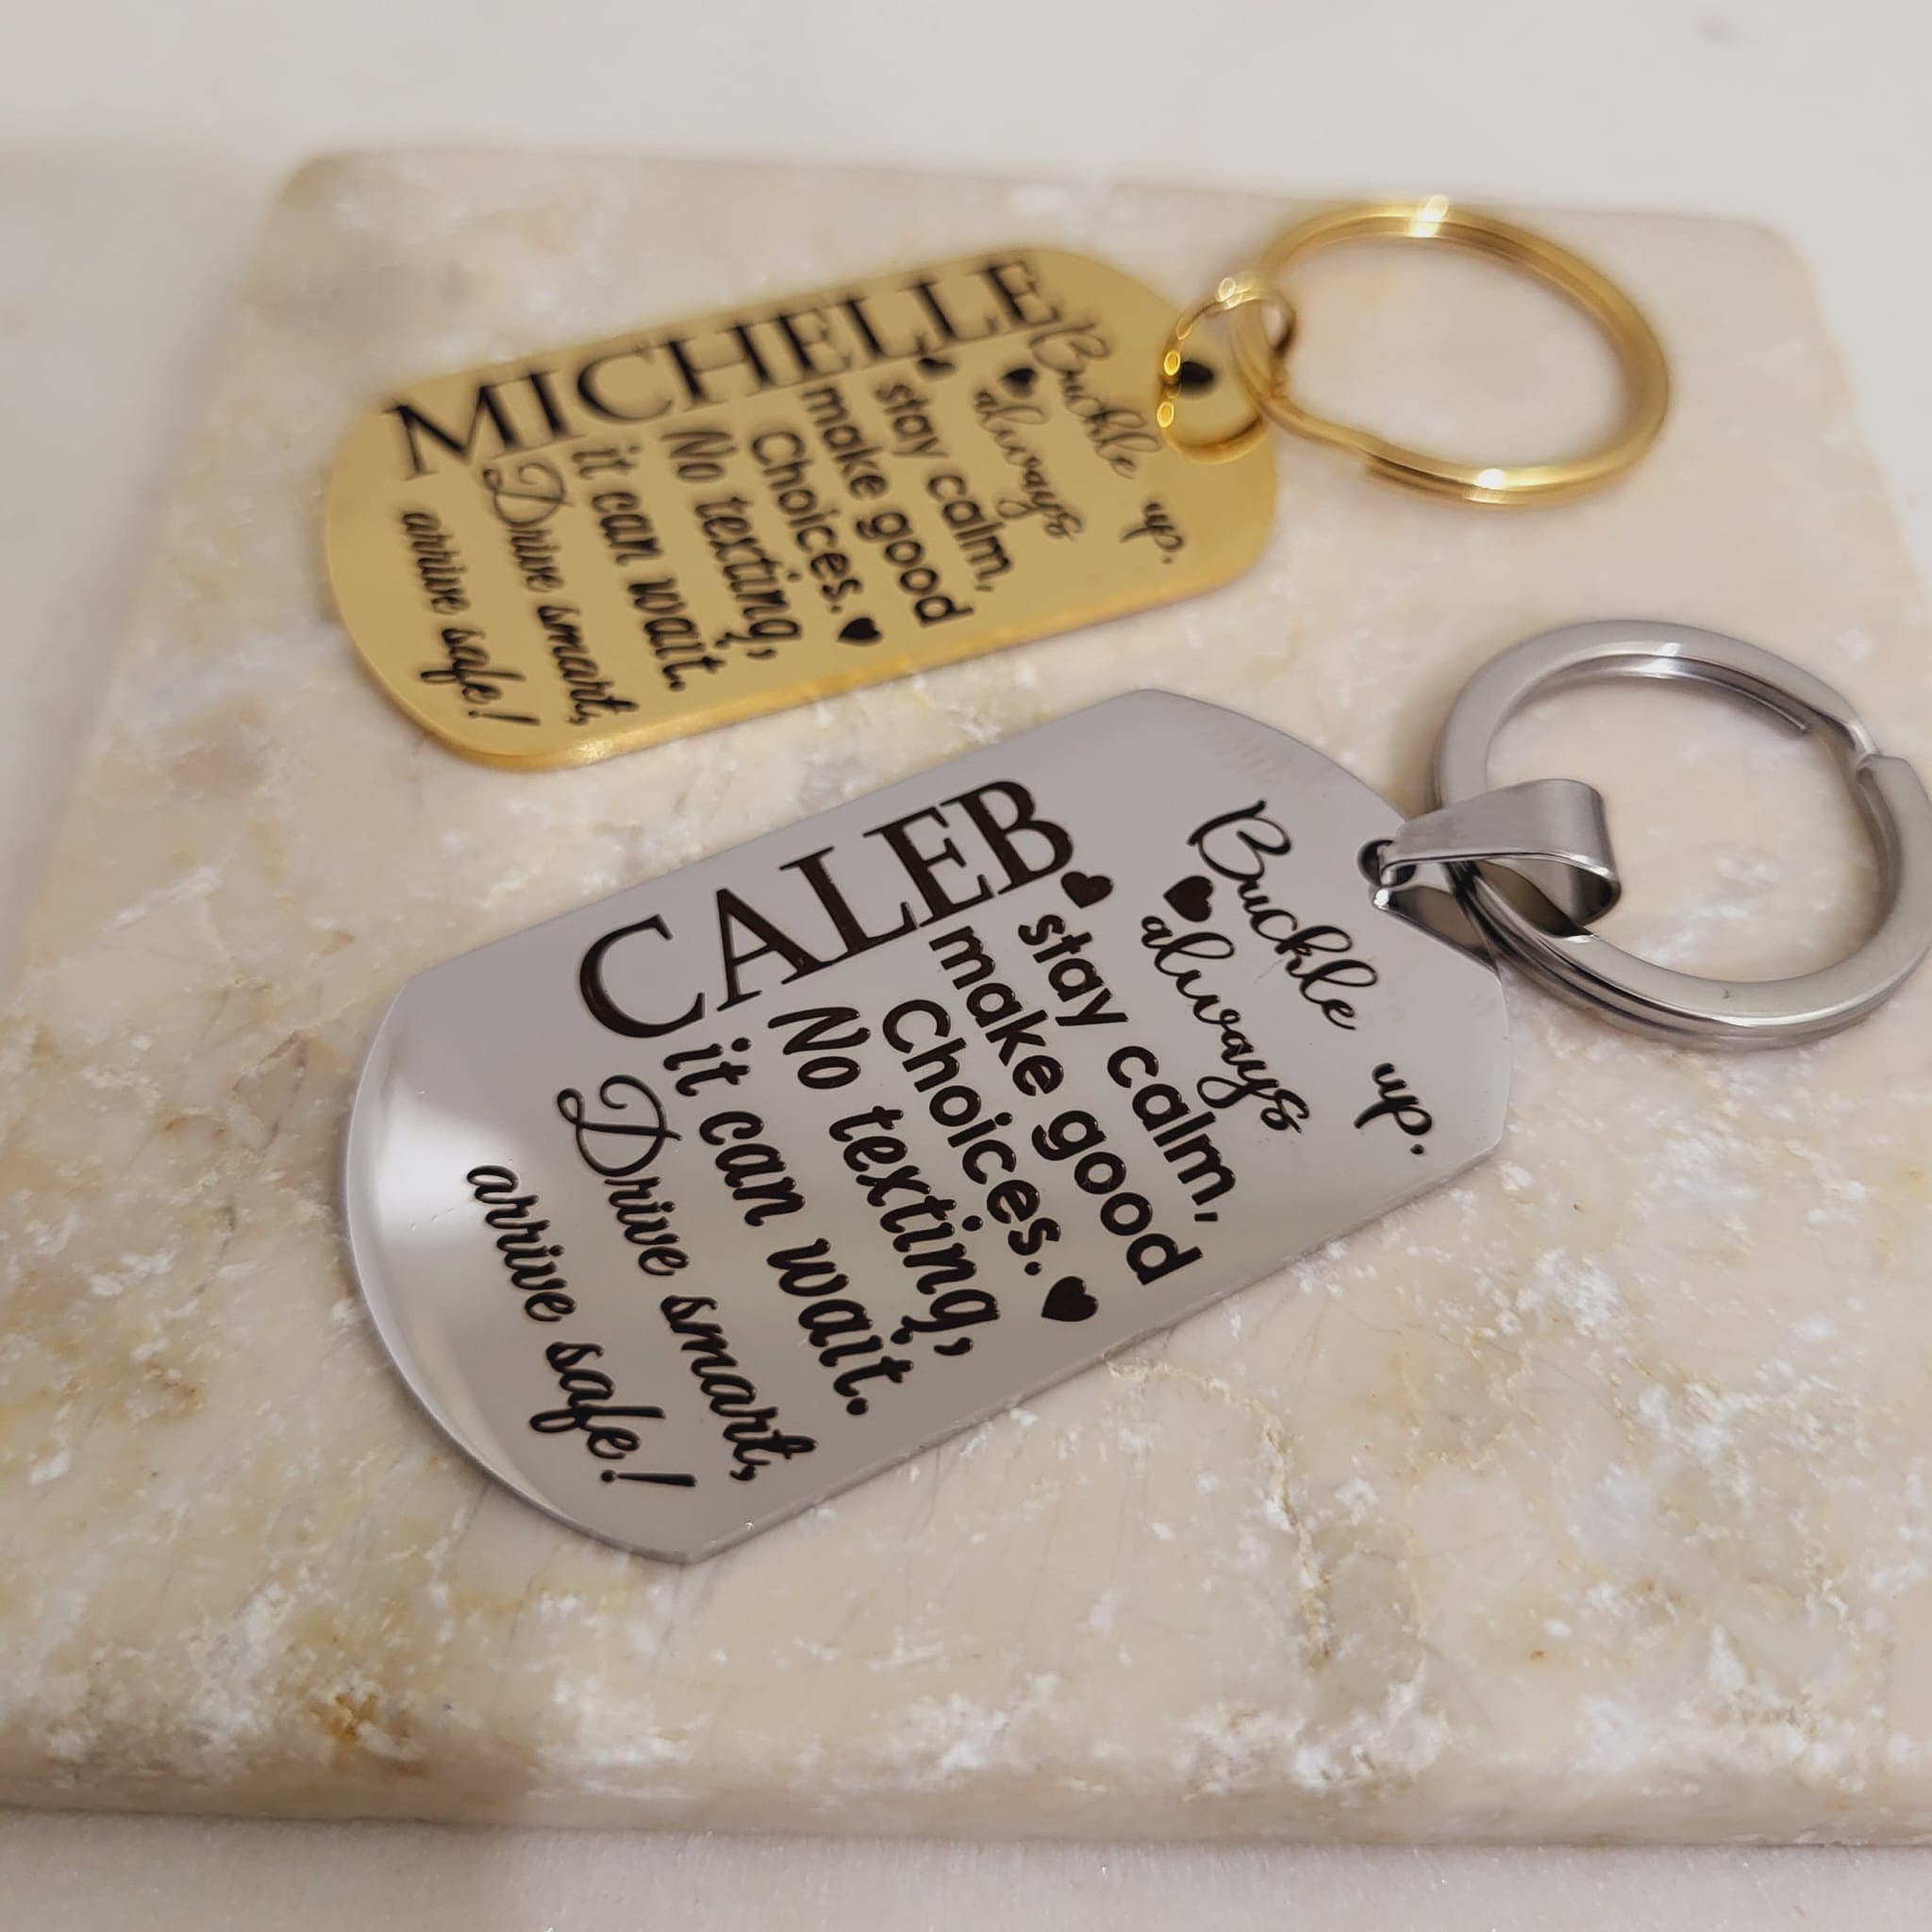 MICHELLE
Buckle up.
always
stay calm,
make good
Choices.
No texting,
it can wait.
Drive smart,
arrive safe!
CALEB
Buckle up.
always
stay calm,
make good
Choices.
No texting,
it can wait.
Drive smart,
arrive safe!